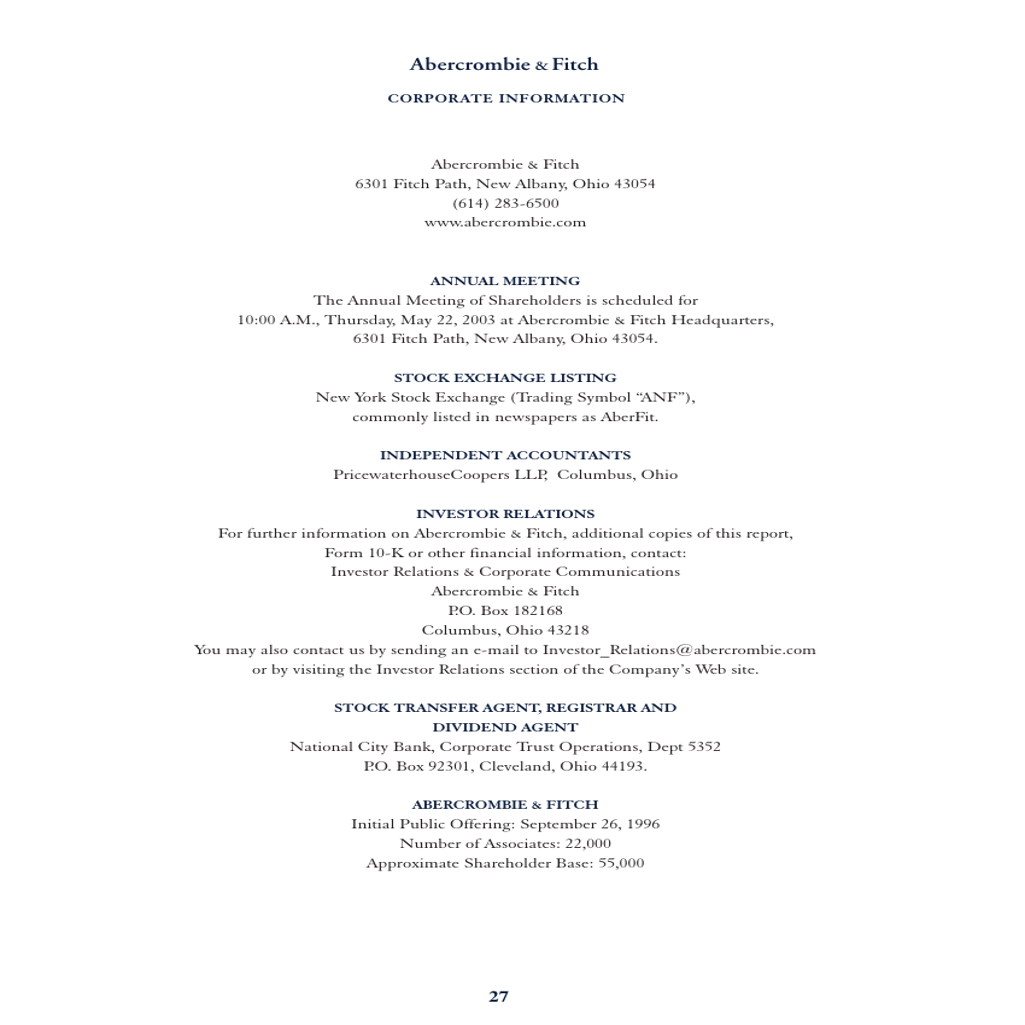 Abercrombie & Fitch
CORPORATE INFORMATION
Abercrombie & Fitch
6301 Fitch Path, New Albany, Ohio 43054
(614) 283-6500
www.abercrombie.com
ANNUAL MEETING
The Annual Meeting of Shareholders is scheduled for
10:00 A.M., Thursday, May 22, 2003 at Abercrombie & Fitch Headquarters,
6301 Fitch Path, New Albany, Ohio 43054.
STOCK EXCHANGE LISTING
New York Stock Exchange (Trading Symbol “ANF”),
commonly listed in newspapers as AberFit.
INDEPENDENT ACCOUNTANTS
PricewaterhouseCoopers LLP, Columbus, Ohio
INVESTOR RELATIONS
For further information on Abercrombie & Fitch, additional copies of this report,
Form 10-K or other financial information, contact:
Investor Relations & Corporate Communications
Abercrombie & Fitch
P.O. Box 182168
Columbus, Ohio 43218
You may also contact us by sending an e-mail to Investor_Relations@abercrombie.com
or by visiting the Investor Relations section of the Company’s Web site.
STOCK TRANSFER AGENT, REGISTRAR AND
DIVIDEND AGENT
National City Bank, Corporate Trust Operations, Dept 5352
P.O. Box 92301, Cleveland, Ohio 44193.
ABERCROMBIE & FITCH
Initial Public Offering: September 26, 1996
Number of Associates: 22,000
Approximate Shareholder Base: 55,000
27